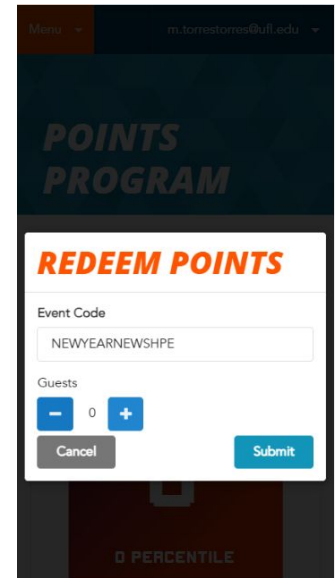 Menu m.torrestorres@ufl.edu
POINTS
PROGRAM
REDEEM POINTS
Event Code
NEWYEARNEWSHPE
Guests
- 0 +
Cancel Submit
0 PERCENTILE